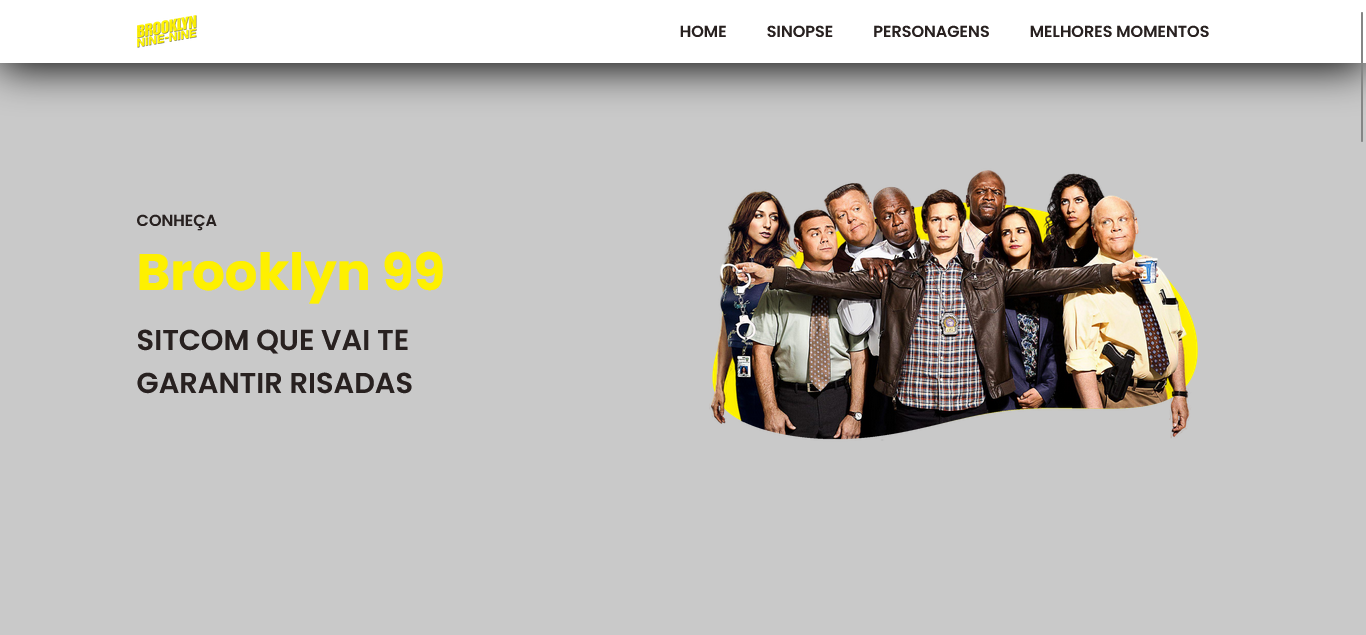 BROOKLYN
NINE-NINE
HOME
SINOPSE
PERSONAGENS
MELHORES MOMENTOS
CONHEÇA
Brooklyn 99
SITCOM QUE VAI TE
GARANTIR RISADAS